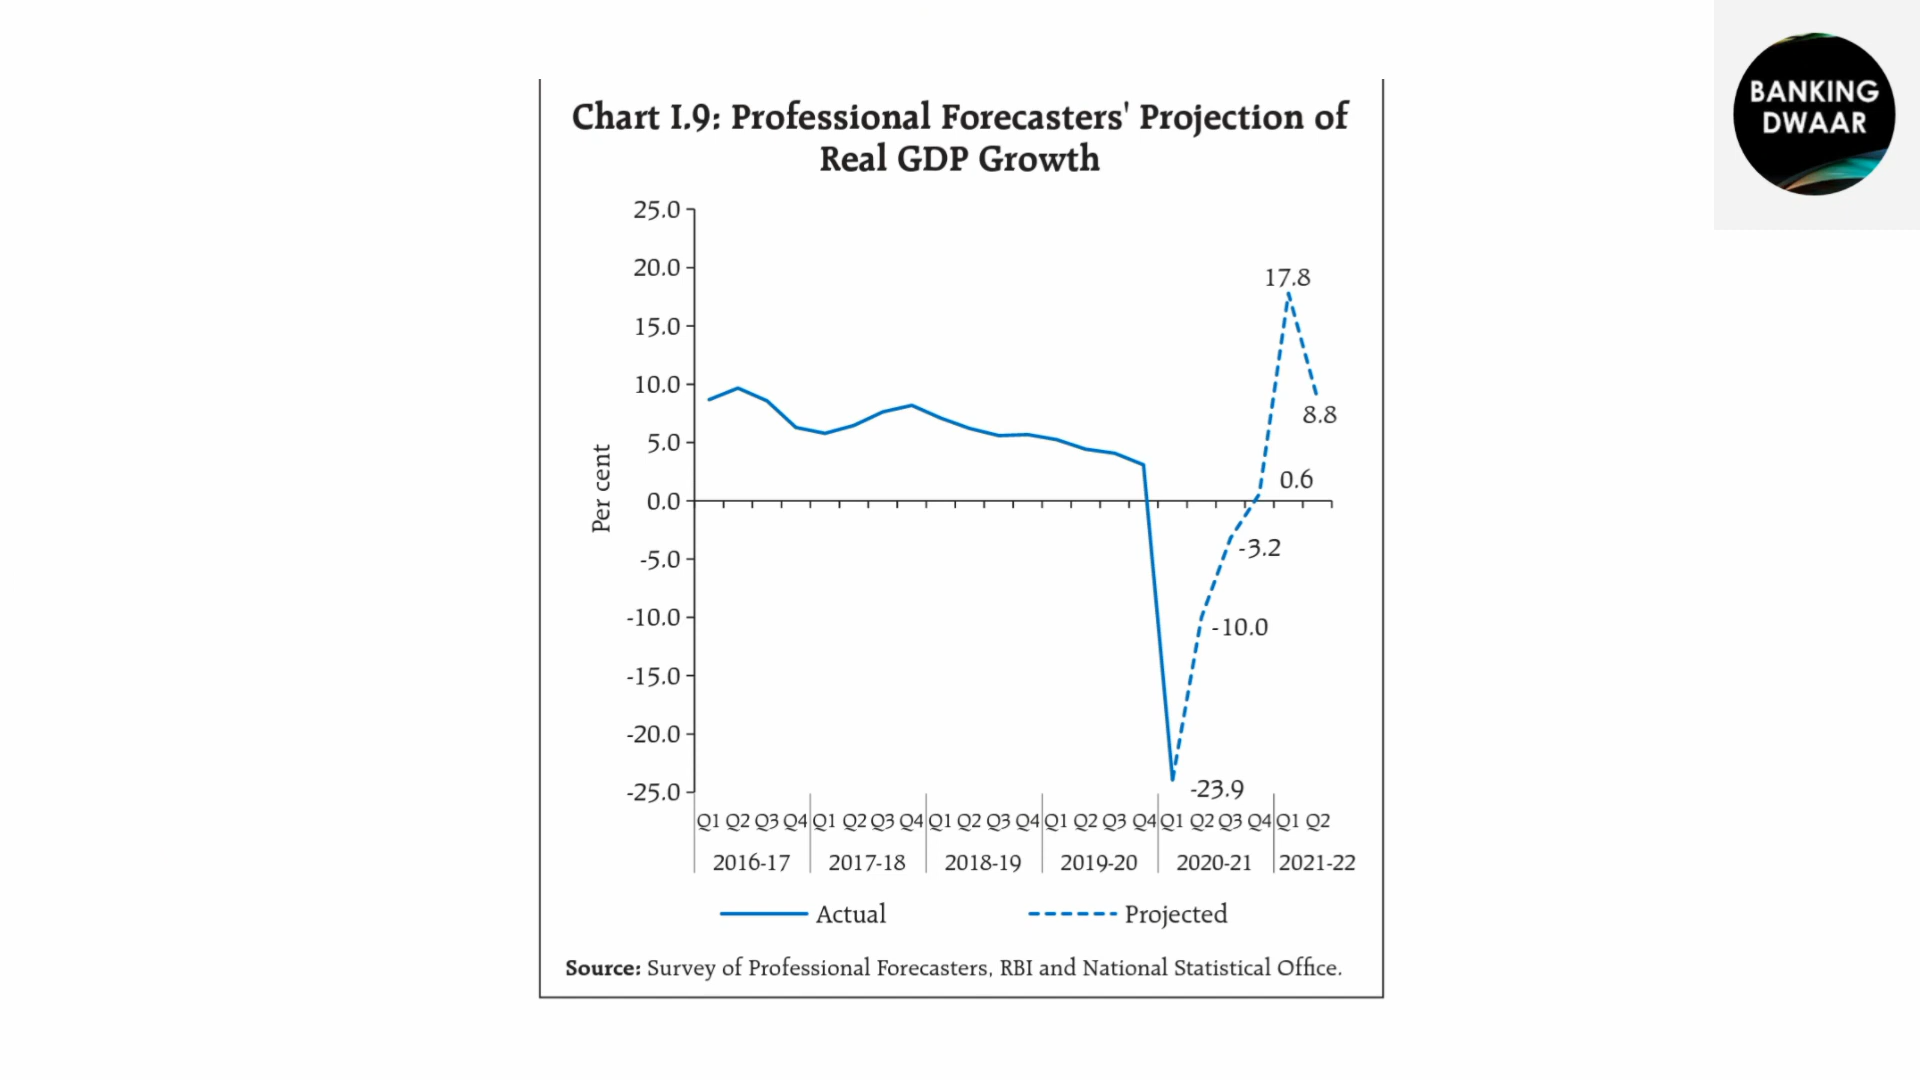 BANKING
DWAAR
Chart I.9: Professional Forecasters' Projection of
Real GDP Growth
Per cent
25.0
20.0
15.0
10.0
5.0
0.0
-5.0
-10.0
-15.0
-20.0
-25.0
17.8
8.8
0.6
-3.2
-10.0
-23.9
Q1 Q2 Q3 Q4 Q1 Q2 Q3 Q4 Q1 Q2 Q3 Q4 Q1 Q2 Q3 Q4 Q1 Q2 Q3 Q4 Q1 Q2
2016-17 2017-18 2018-19 2019-20 2020-21 2021-22
Actual Projected
Source: Survey of Professional Forecasters, RBI and National Statistical Office.